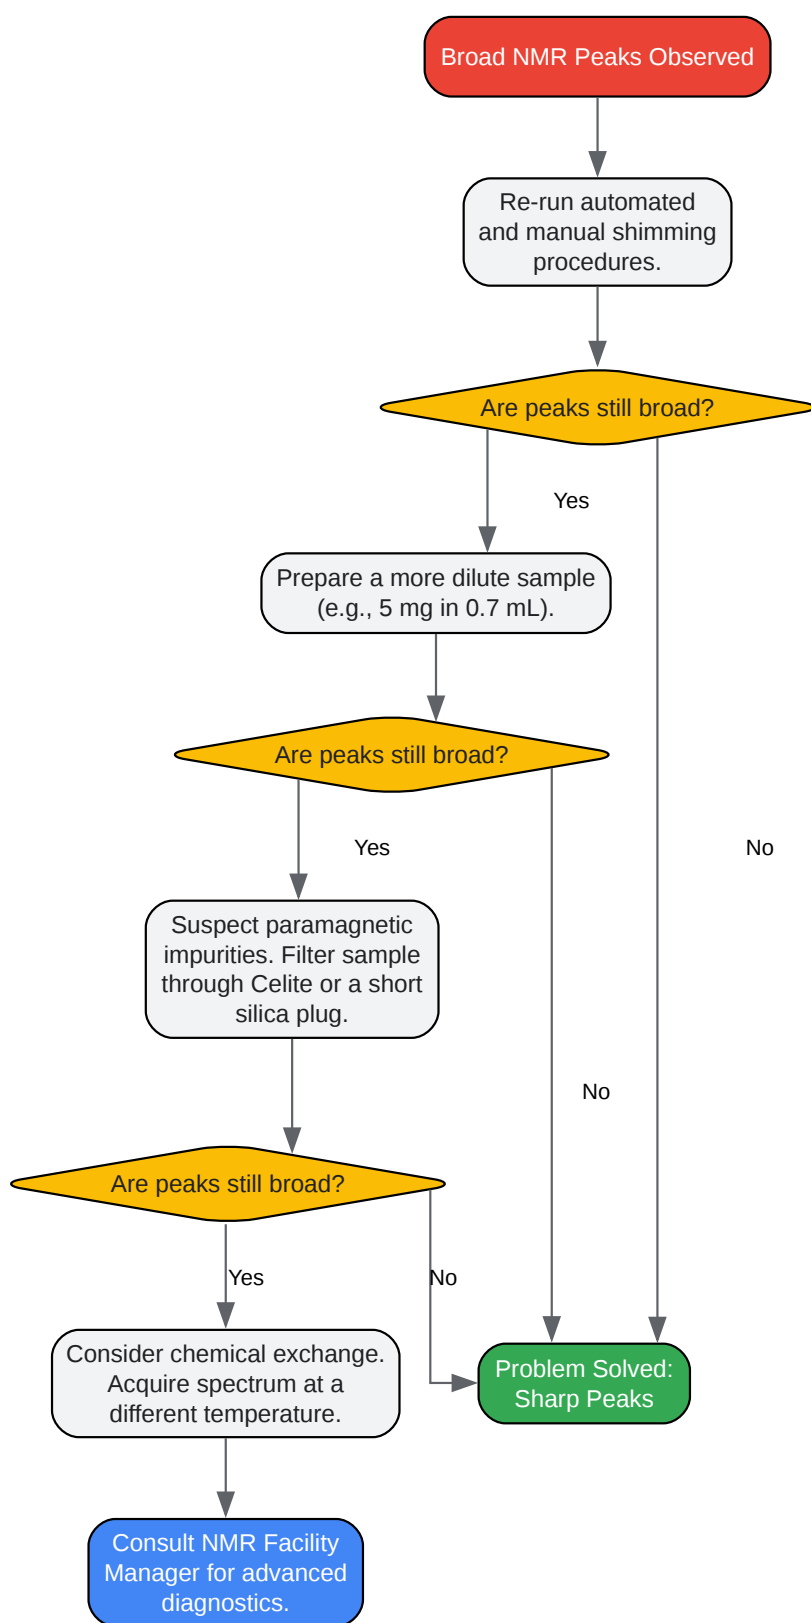 Broad NMR Peaks Observed
Re-run automated
and manual shimming
procedures.
Are peaks still broad?
Yes
Prepare a more dilute sample
(e.g., 5 mg in 0.7 mL).
Are peaks still broad?
Yes
No
Suspect paramagnetic
impurities. Filter sample
through Celite or a short
silica plug.
No
Are peaks still broad?
Yes
No
Consider chemical exchange.
Acquire spectrum at a
different temperature.
Problem Solved:
Sharp Peaks
Consult NMR Facility
Manager for advanced
diagnostics.